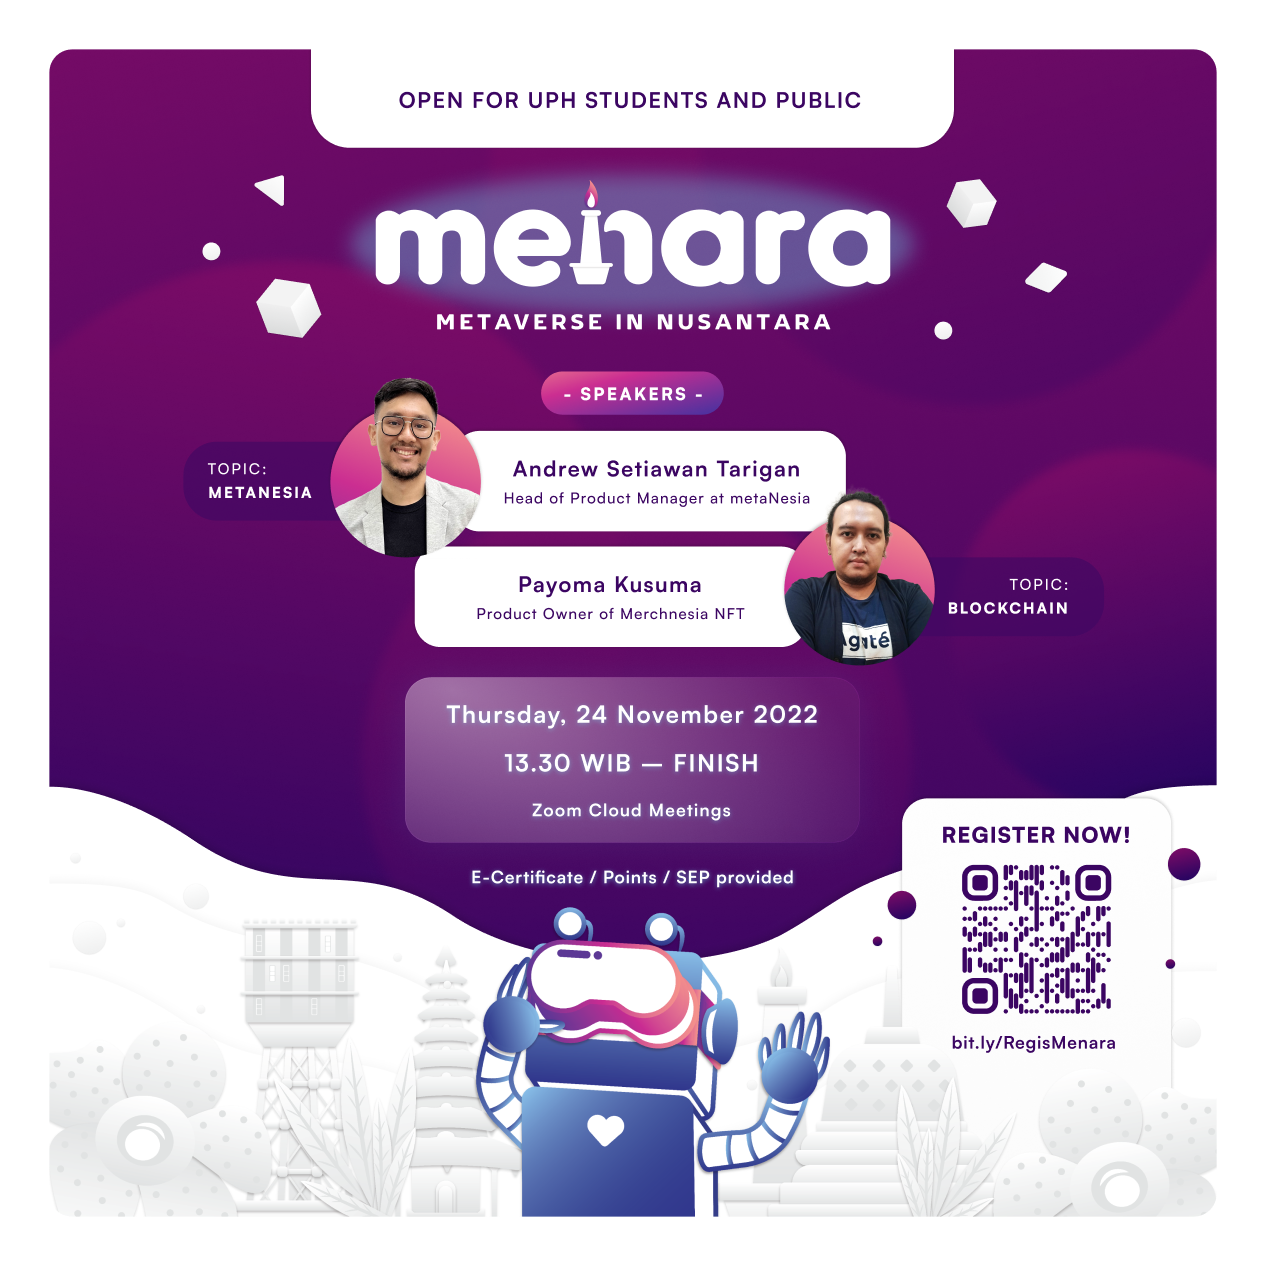 OPEN FOR UPH STUDENTS AND PUBLIC
menara
METAVERSE IN NUSANTARA
- SPEAKERS -
TOPIC:
METANESIA
Andrew Setiawan Tarigan
Head of Product Manager at metaNesia
Payoma Kusuma
Product Owner of Merchnesia NFT
TOPIC:
BLOCKCHAIN
Thursday, 24 November 2022
13.30 WIB — FINISH
Zoom Cloud Meetings
E-Certificate / Points / SEP provided
REGISTER NOW!
bit.ly/RegisMenara